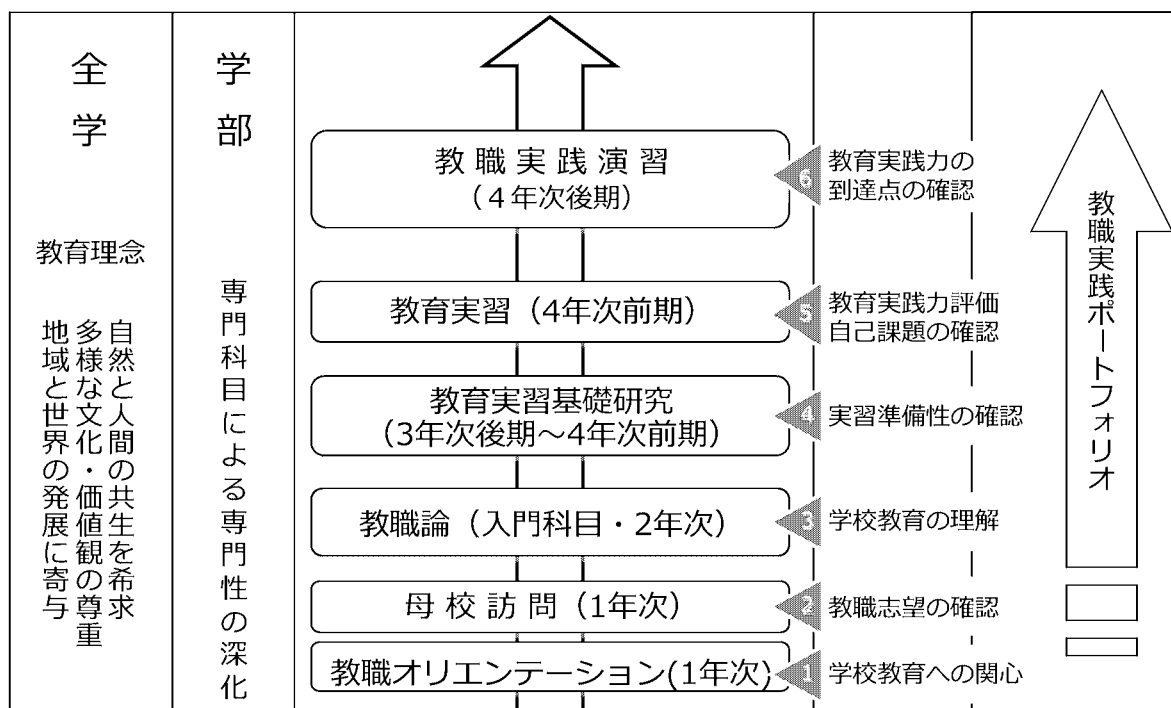 全学
教育理念
自然と人間の共生を希求
多様な文化・価値観の尊重
地域と世界の発展に寄与
学部
専門科目による専門性の深化
教職実践演習
（４年次後期）
6
教育実践力の
到達点の確認
教育実習（4年次前期）
5
教育実践力評価
自己課題の確認
教育実習基礎研究
（3年次後期～4年次前期）
4
実習準備性の確認
教職論（入門科目・2年次）
3
学校教育の理解
母校訪問（1年次）
2
教職志望の確認
教職オリエンテーション(1年次)
1
学校教育への関心
教職実践ポートフォリオ